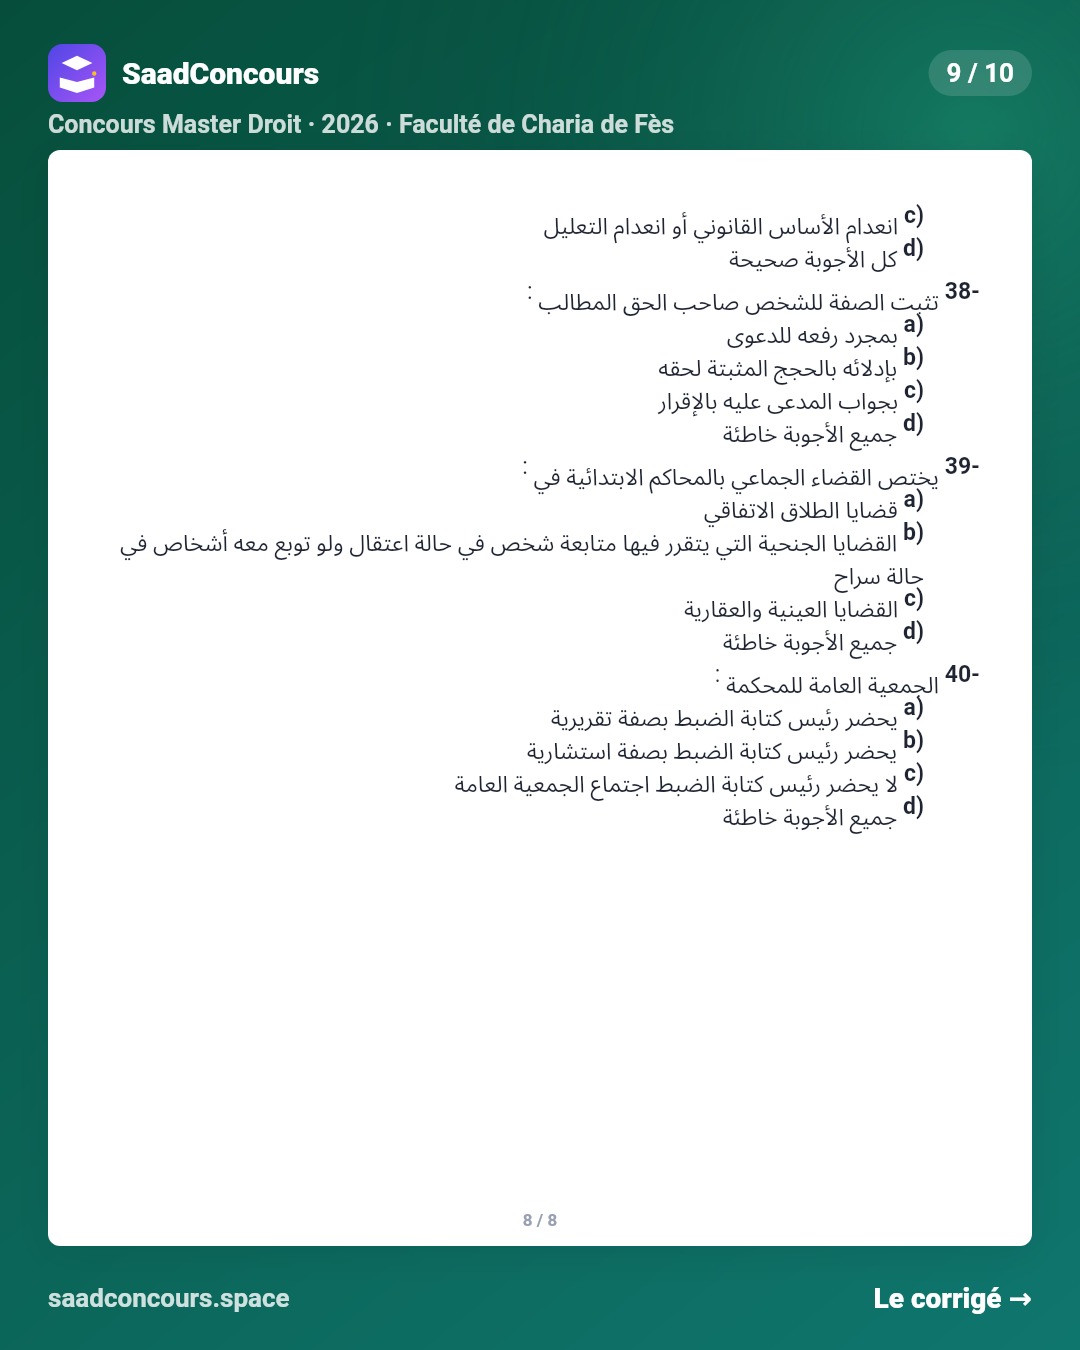 SaadConcours
9 / 10
Concours Master Droit · 2026 · Faculté de Charia de Fès
c) انعدام الأساس القانوني أو انعدام التعليل
d) كل الأجوبة صحيحة
38- تثبت الصفة للشخص صاحب الحق المطالب :
a) بمجرد رفعه للدعوى
b) بإدلائه بالحجج المثبتة لحقه
c) بجواب المدعى عليه بالإقرار
d) جميع الأجوبة خاطئة
39- يختص القضاء الجماعي بالمحاكم الابتدائية في :
a) قضايا الطلاق الاتفاقي
b) القضايا الجنحية التي يتقرر فيها متابعة شخص في حالة اعتقال ولو توبع معه أشخاص في
حالة سراح
c) القضايا العينية والعقارية
d) جميع الأجوبة خاطئة
40- الجمعية العامة للمحكمة :
a) يحضر رئيس كتابة الضبط بصفة تقريرية
b) يحضر رئيس كتابة الضبط بصفة استشارية
c) لا يحضر رئيس كتابة الضبط اجتماع الجمعية العامة
d) جميع الأجوبة خاطئة
8 / 8
saadconcours.space
Le corrigé →